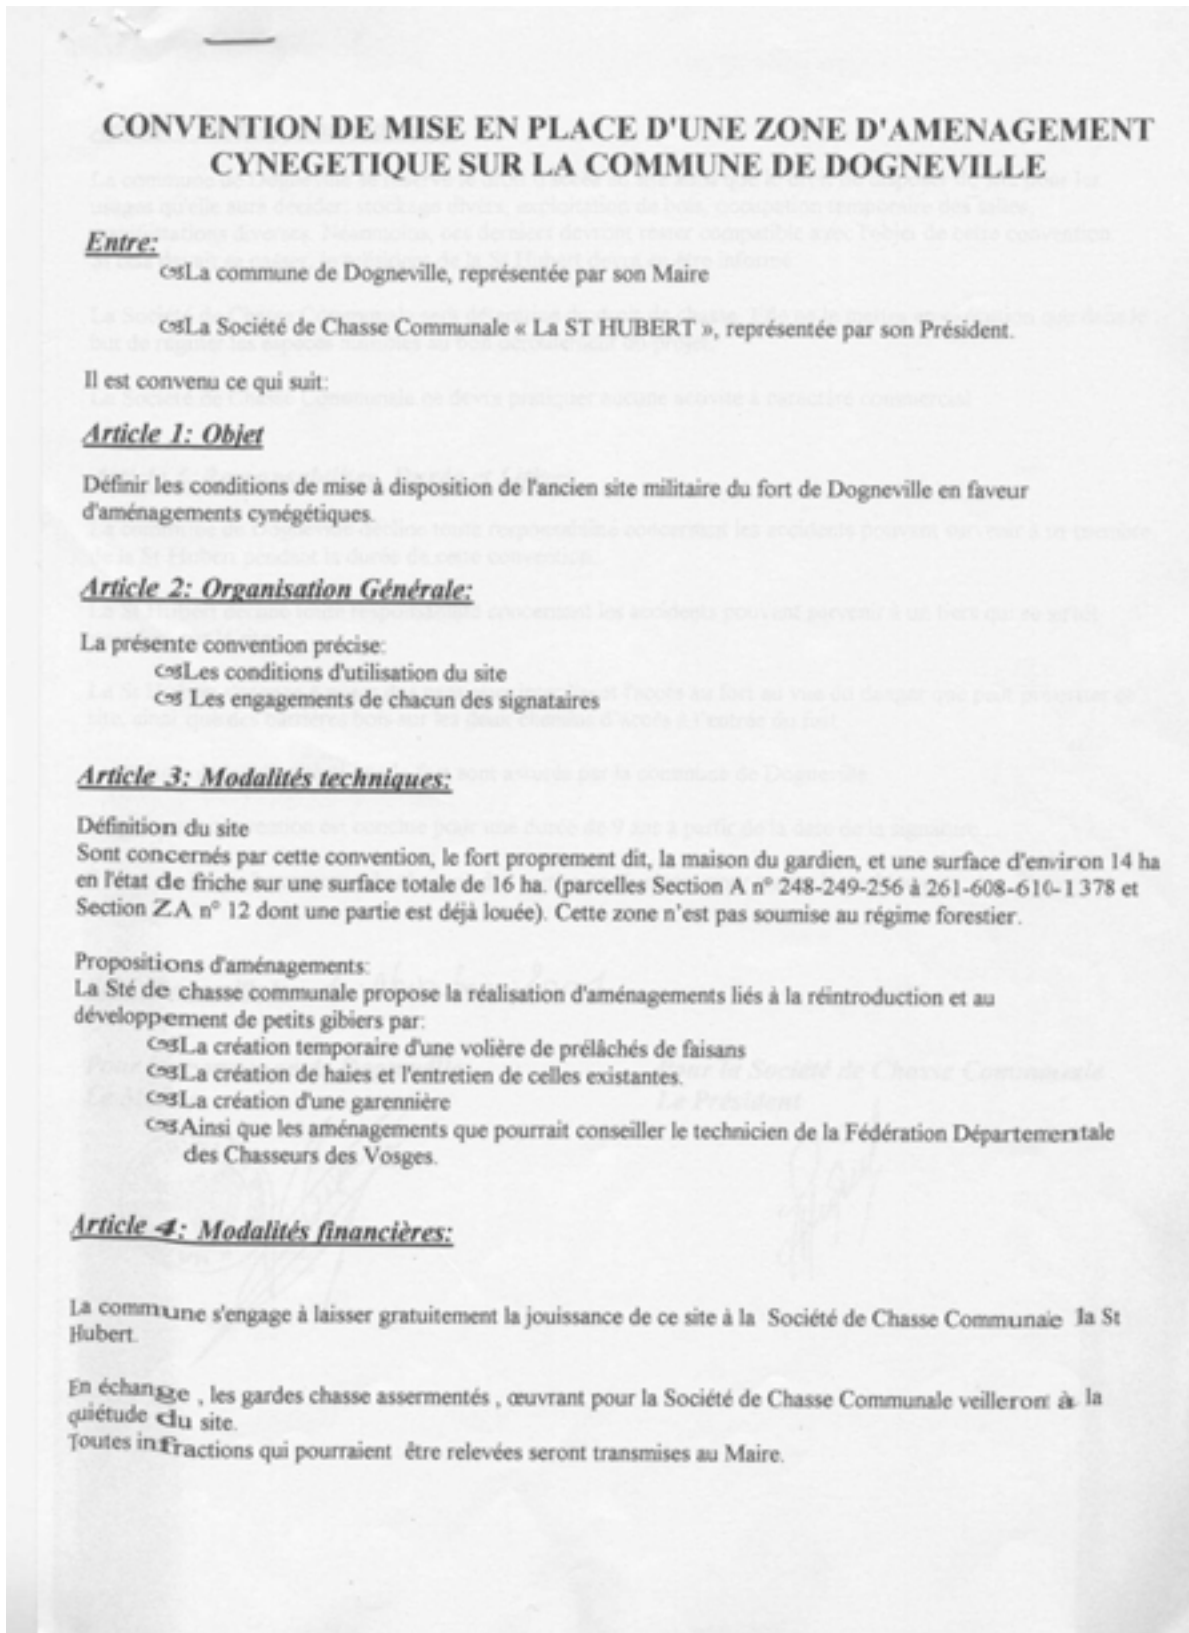 CONVENTION DE MISE EN PLACE D'UNE ZONE D'AMENAGEMENT
CYNEGETIQUE SUR LA COMMUNE DE DOGNEVILLE
Entre:
La commune de Dogneville, représentée par son Maire
La Société de Chasse Communale « La ST HUBERT », représentée par son Président.
Il est convenu ce qui suit:
Article 1: Objet
Définir les conditions de mise à disposition de l'ancien site militaire du fort de Dogneville en faveur
d'aménagements cynégétiques.
Article 2: Organisation Générale:
La présente convention précise:
Les conditions d'utilisation du site
Les engagements de chacun des signataires
Article 3: Modalités techniques:
Définition du site
Sont concernés par cette convention, le fort proprement dit, la maison du gardien, et une surface d'environ 14 ha
en l'état de friche sur une surface totale de 16 ha. (parcelles Section A n° 248-249-256 à 261-608-610-1378 et
Section ZA n° 12 dont une partie est déjà louée). Cette zone n'est pas soumise au régime forestier.
Propositions d'aménagements:
La Sté de chasse communale propose la réalisation d'aménagements liés à la réintroduction et au
développement de petits gibiers par:
La création temporaire d'une volière de prélâchés de faisans
La création de haies et l'entretien de celles existantes.
La création d'une garennière
Ainsi que les aménagements que pourrait conseiller le technicien de la Fédération Départementale
des Chasseurs des Vosges.
Article 4: Modalités financières:
La commune s'engage à laisser gratuitement la jouissance de ce site à la Société de Chasse Communale la St
Hubert.
En échange , les gardes chasse assermentés , œuvrant pour la Société de Chasse Communale veilleront à la
quiétude du site.
Toutes infractions qui pourraient être relevées seront transmises au Maire.